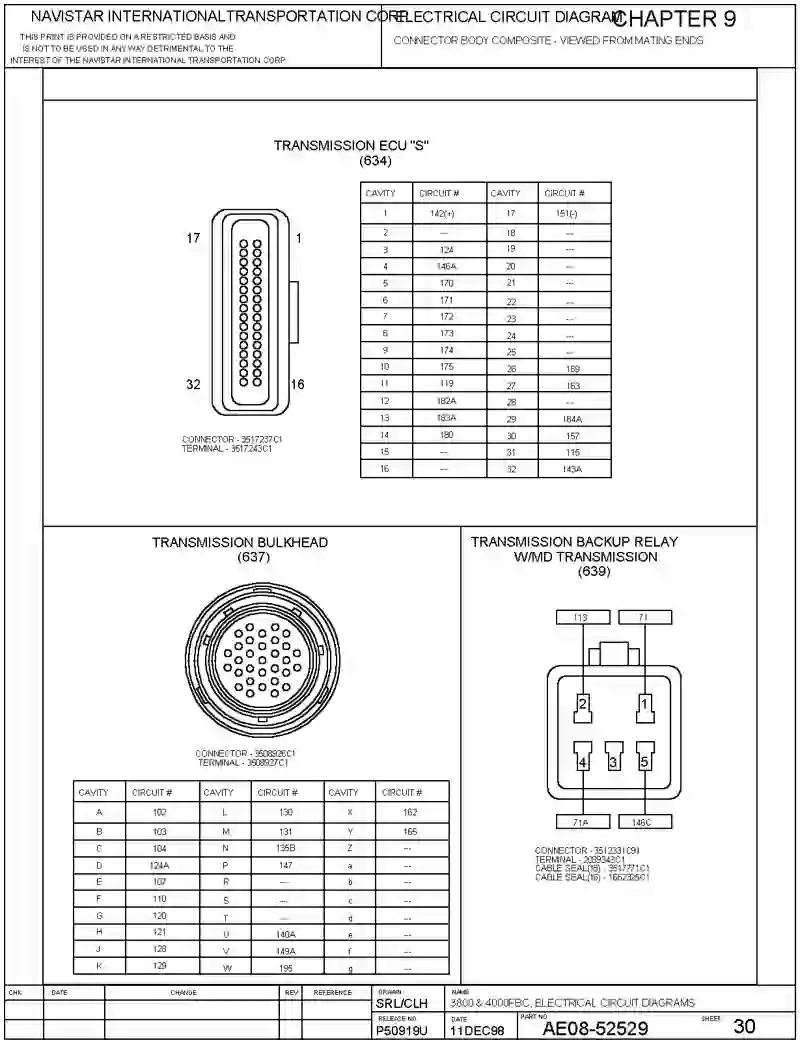 NAVISTAR INTERNATIONAL TRANSPORTATION CORP.
THIS PRINT IS PROVIDED ON A RESTRICTED BASIS AND
IS NOT TO BE USED IN ANY WAY DETRIMENTAL TO THE
INTEREST OF THE NAVISTAR INTERNATIONAL TRANSPORTATION CORP
ELECTRICAL CIRCUIT DIAGRAM
CHAPTER 9
CONNECTOR BODY COMPOSITE - VIEWED FROM MATING ENDS
TRANSMISSION ECU "S"
(634)
17 1
32 16
CONNECTOR - 3517237C1
TERMINAL - 3517243C1
CAVITY CIRCUIT # CAVITY CIRCUIT #
1 142(+) 17 151(-)
2 --- 18 ---
3 124 19 ---
4 146A 20 ---
5 170 21 ---
6 171 22 ---
7 172 23 ---
8 173 24 ---
9 174 25 ---
10 175 26 169
11 119 27 163
12 182A 28 ---
13 183A 29 184A
14 180 30 157
15 --- 31 115
16 --- 32 143A
TRANSMISSION BULKHEAD
(637)
CONNECTOR - 3508926C1
TERMINAL - 3508927C1
CAVITY CIRCUIT # CAVITY CIRCUIT # CAVITY CIRCUIT #
A 102 L 130 X 162
B 103 M 131 Y 165
C 104 N 135B Z ---
D 124A P 147 a ---
E 107 R --- b ---
F 110 S --- c ---
G 120 T --- d ---
H 121 U 140A e ---
J 128 V 149A f ---
K 129 W 195 g ---
TRANSMISSION BACKUP RELAY
W/MD TRANSMISSION
(639)
113 71
2 1
4 3 5
71A 146C
CONNECTOR - 3512331C91
TERMINAL - 2039343C1
CABLE SEAL(18) - 3517771C1
CABLE SEAL(16) - 1652325C1
CHK DATE CHANGE REV REFERENCE
DRAWN
SRL/CLH
NAME
3800 & 4000FBC, ELECTRICAL CIRCUIT DIAGRAMS
RELEASE NO.
P50919U
DATE
11DEC98
PART NO
AE08-52529
SHEET 30